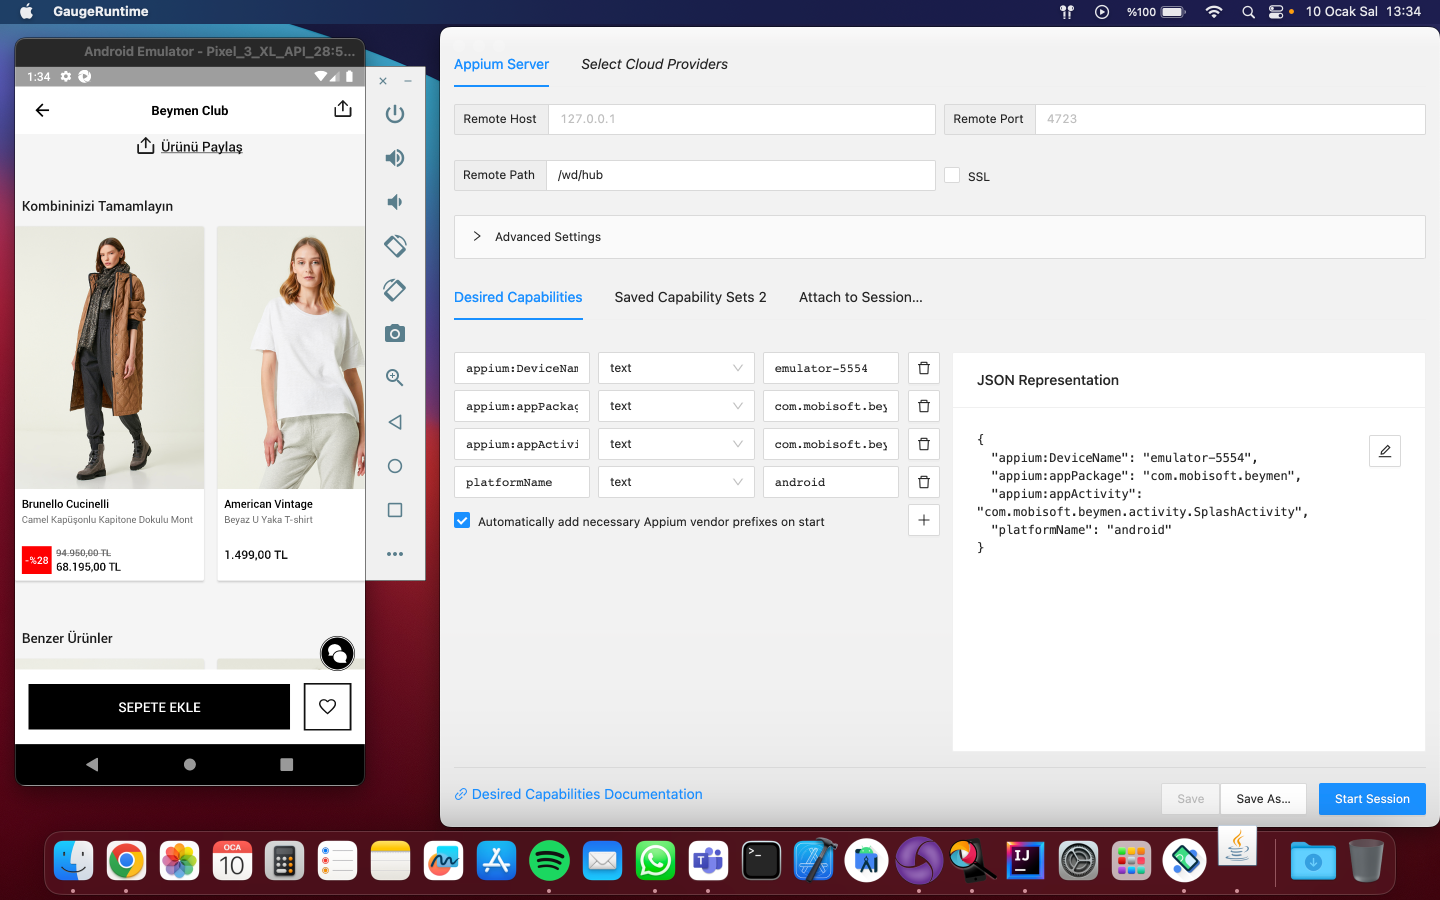 GaugeRuntime
%100
10 Ocak Sal 13:34
Android Emulator - Pixel_3_XL_API_28:5...
1:34
Beymen Club
Ürünü Paylaş
Kombininizi Tamamlayın
Brunello Cucinelli
Camel Kapüşonlu Kapitone Dokulu Mont
-%28
94.950,00 TL
68.195,00 TL
American Vintage
Beyaz U Yaka T-shirt
1.499,00 TL
Benzer Ürünler
SEPETE EKLE
Appium Server
Select Cloud Providers
Remote Host
127.0.0.1
Remote Port
4723
Remote Path
/wd/hub
SSL
Advanced Settings
Desired Capabilities
Saved Capability Sets 2
Attach to Session...
appium:DeviceNam
text
emulator-5554
appium:appPackag
text
com.mobisoft.bey
appium:appActivi
text
com.mobisoft.bey
platformName
text
android
Automatically add necessary Appium vendor prefixes on start
JSON Representation
{
"appium:DeviceName": "emulator-5554",
"appium:appPackage": "com.mobisoft.beymen",
"appium:appActivity":
"com.mobisoft.beymen.activity.SplashActivity",
"platformName": "android"
}
Desired Capabilities Documentation
Save
Save As...
Start Session
OCA
10
IJ